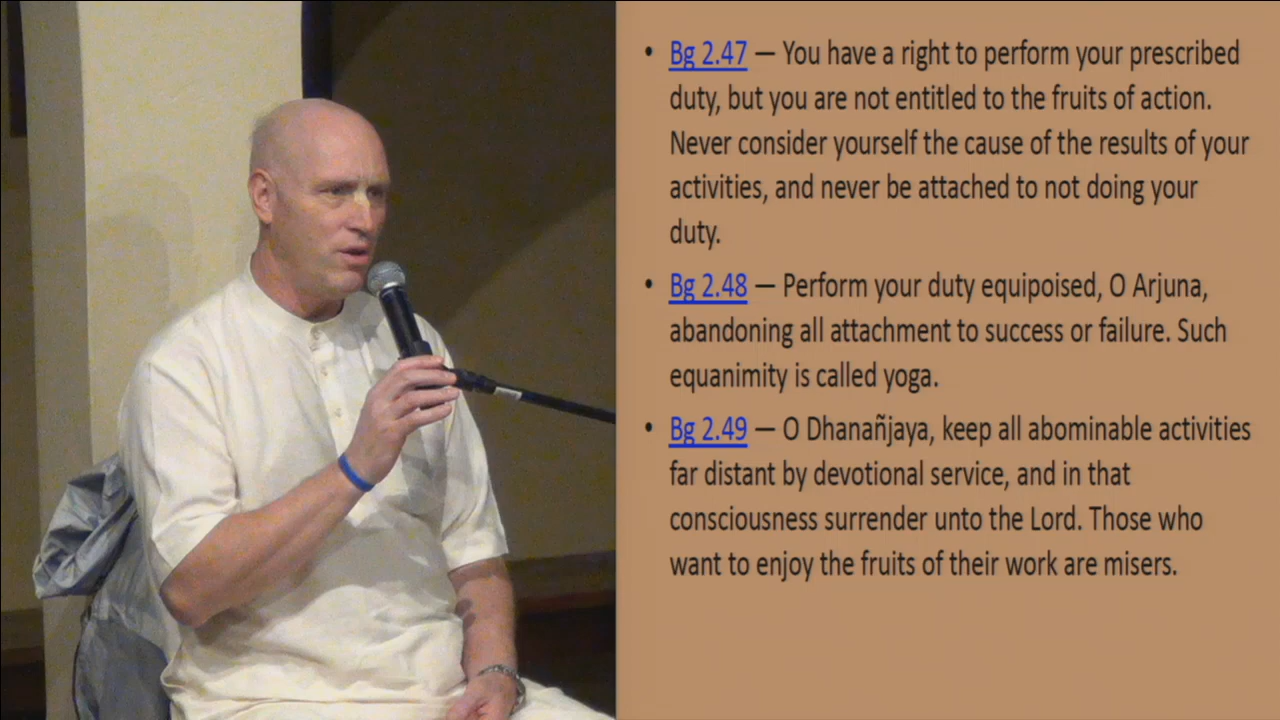 • Bg 2.47 — You have a right to perform your prescribed
duty, but you are not entitled to the fruits of action.
Never consider yourself the cause of the results of your
activities, and never be attached to not doing your
duty.
• Bg 2.48 — Perform your duty equipoised, O Arjuna,
abandoning all attachment to success or failure. Such
equanimity is called yoga.
• Bg 2.49 — O Dhanañjaya, keep all abominable activities
far distant by devotional service, and in that
consciousness surrender unto the Lord. Those who
want to enjoy the fruits of their work are misers.